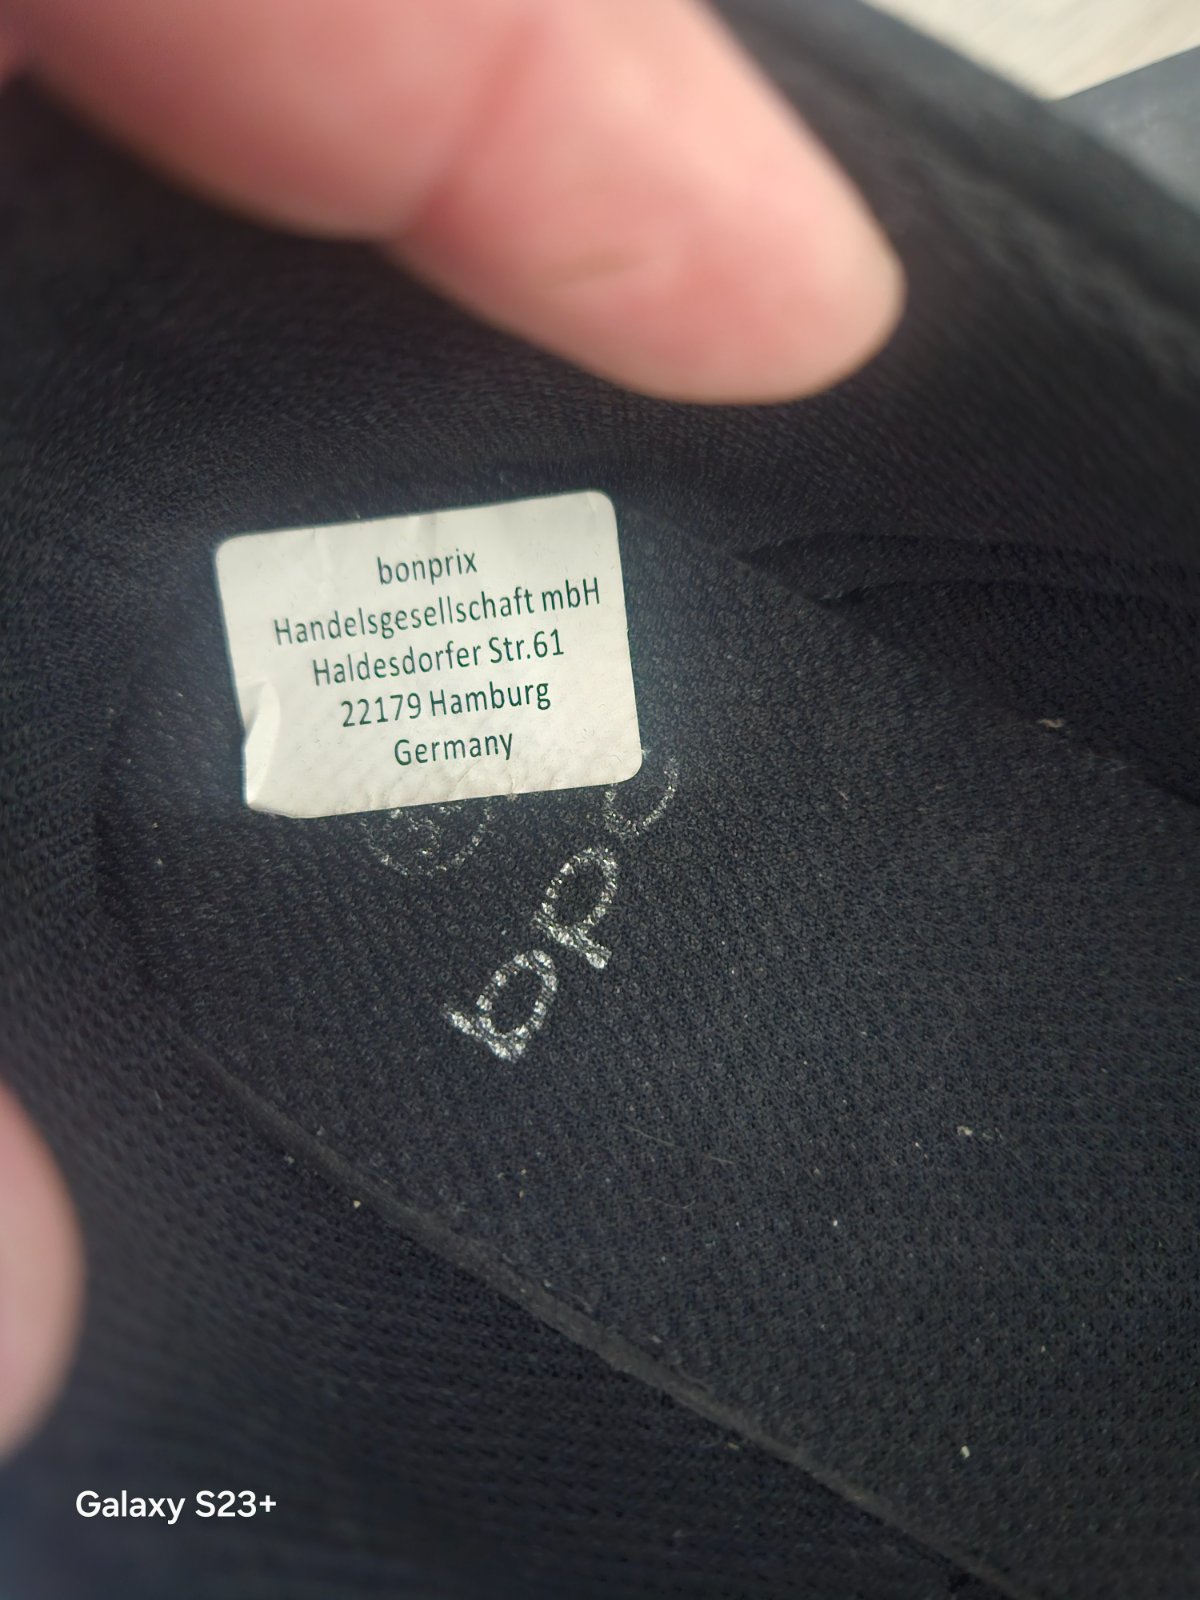 bonprix
Handelsgesellschaft mbH
Haldesdorfer Str.61
22179 Hamburg
Germany
bpc
Galaxy S23+